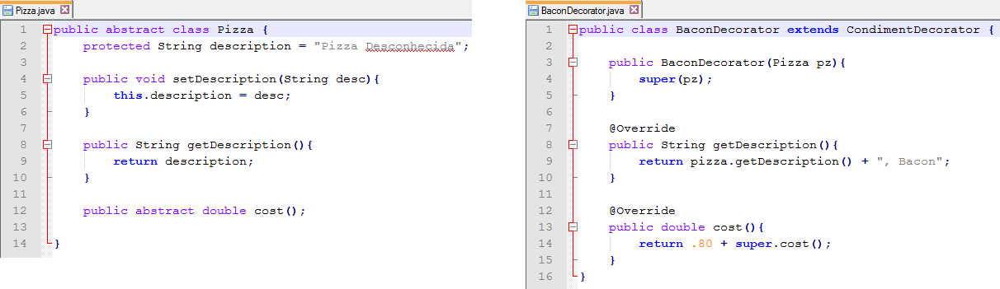 Pizza.java
1 public abstract class Pizza {
2 protected String description = "Pizza Desconhecida";
3
4 public void setDescription(String desc){
5 this.description = desc;
6 }
7
8 public String getDescription(){
9 return description;
10 }
11
12 public abstract double cost();
13
14 }
BaconDecorator.java
1 public class BaconDecorator extends CondimentDecorator {
2
3 public BaconDecorator(Pizza pz){
4 super(pz);
5 }
6
7 @Override
8 public String getDescription(){
9 return pizza.getDescription() + ", Bacon";
10 }
11
12 @Override
13 public double cost(){
14 return .80 + super.cost();
15 }
16 }